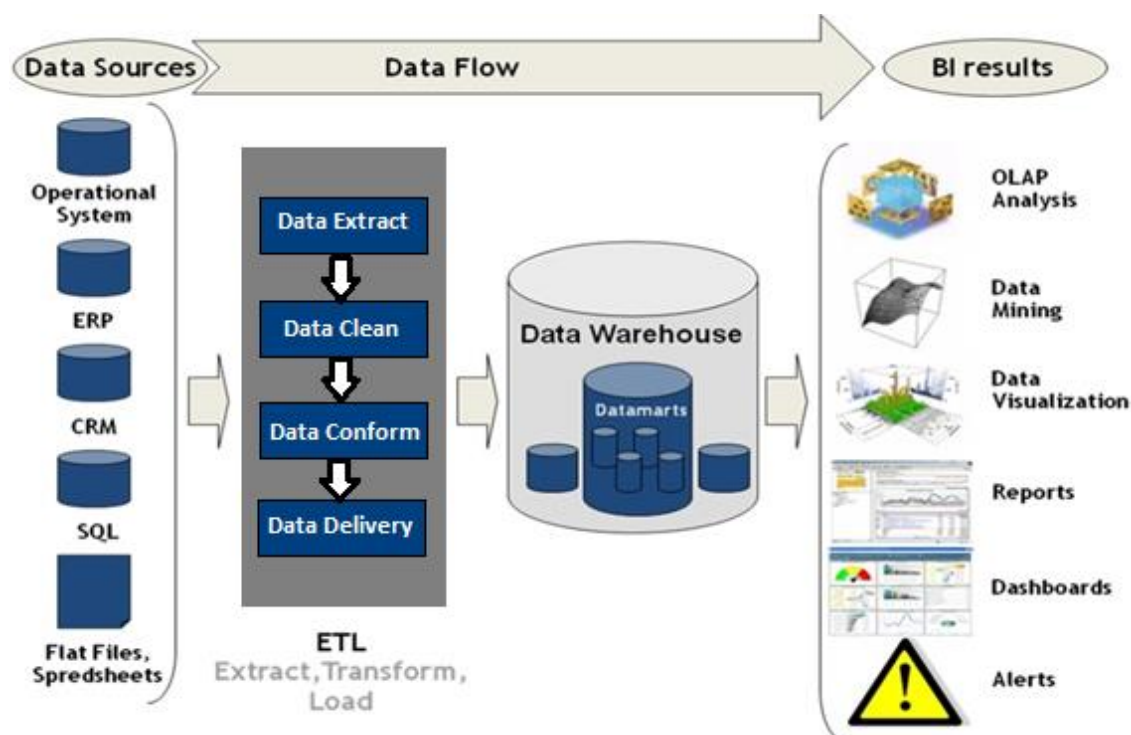 Data Sources
Data Flow
BI results
Operational
System
ERP
CRM
SQL
Flat Files,
Spredsheets
Data Extract
Data Clean
Data Conform
Data Delivery
ETL
Extract, Transform,
Load
Data Warehouse
Datamarts
OLAP
Analysis
Data
Mining
Data
Visualization
Reports
Dashboards
Alerts